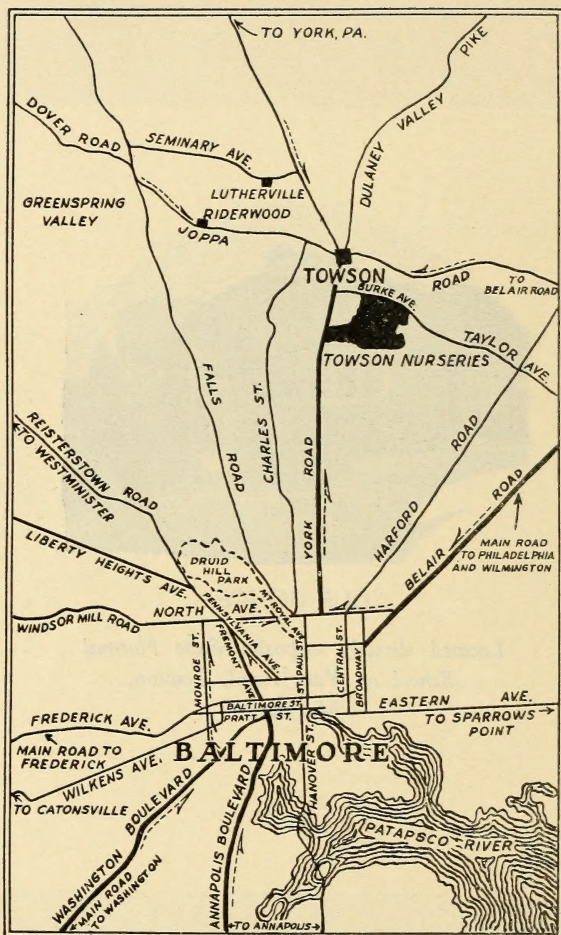 TO YORK, PA.
DULANEY VALLEY PIKE
DOVER ROAD
SEMINARY AVE.
LUTHERVILLE
RIDERWOOD
GREENSPRING
VALLEY
JOPPA
ROAD
TOWSON
TO
BELAIR ROAD
BURKE AVE.
TAYLOR AVE.
TOWSON NURSERIES
FALLS ROAD
CHARLES ST.
YORK ROAD
HARFORD ROAD
BELAIR ROAD
MAIN ROAD
TO PHILADELPHIA
AND WILMINGTON
REISTERSTOWN ROAD
TO WESTMINISTER
LIBERTY HEIGHTS AVE.
DRUID
HILL
PARK
MT ROYAL AVE.
NORTH AVE.
WINDSOR MILL ROAD
PENNSYLVANIA AVE.
FREMONT AVE
MONROE ST.
ST. PAUL ST.
CENTRAL ST.
BROADWAY
BALTIMORE ST.
PRATT ST.
EASTERN AVE.
TO SPARROWS
POINT
FREDERICK AVE.
MAIN ROAD TO
FREDERICK
BALTIMORE
WILKENS AVE.
TO CATONSVILLE
HANOVER ST.
PATAPSCO RIVER
WASHINGTON BOULEVARD
MAIN ROAD
TO WASHINGTON
ANNAPOLIS BOULEVARD
TO ANNAPOLIS